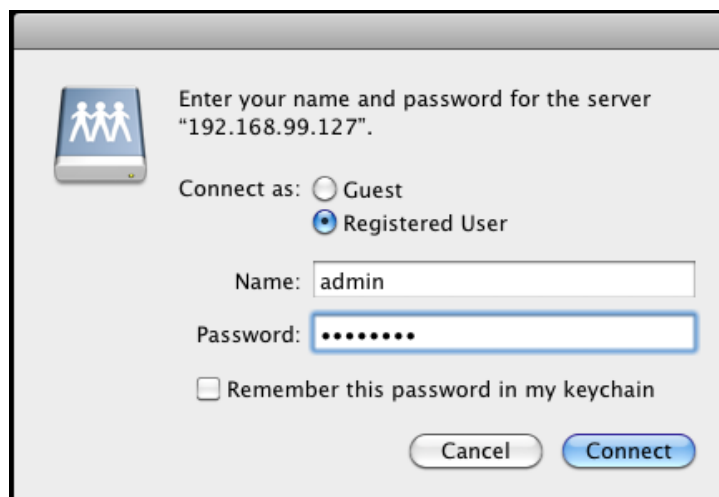 Enter your name and password for the server
“192.168.99.127”.
Connect as: Guest
Registered User
Name: admin
Password: ••••••••
Remember this password in my keychain
Cancel Connect